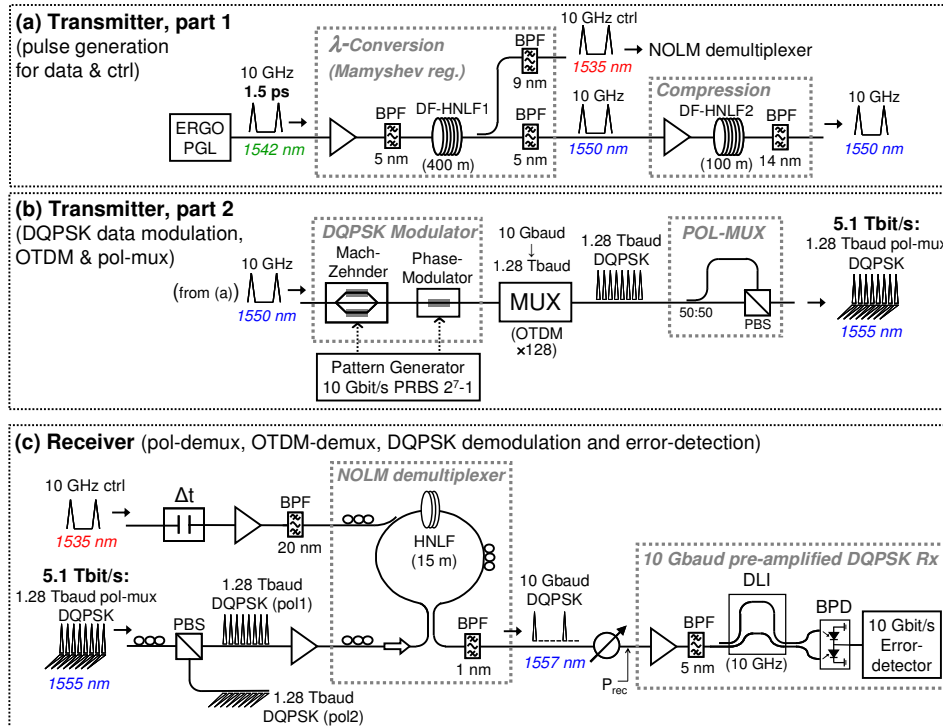 (a) Transmitter, part 1
(pulse generation
for data & ctrl)
10 GHz
1.5 ps
ERGO
PGL
1542 nm
λ-Conversion
(Mamyshev reg.)
BPF
5 nm
DF-HNLF1
(400 m)
BPF
9 nm
BPF
5 nm
10 GHz ctrl
1535 nm
NOLM demultiplexer
10 GHz
1550 nm
Compression
DF-HNLF2
(100 m)
BPF
14 nm
10 GHz
1550 nm
(b) Transmitter, part 2
(DQPSK data modulation,
OTDM & pol-mux)
10 GHz
(from (a))
1550 nm
DQPSK Modulator
Mach-
Zehnder
Phase-
Modulator
Pattern Generator
10 Gbit/s PRBS 2⁷-1
10 Gbaud
↓
1.28 Tbaud
MUX
(OTDM
×128)
1.28 Tbaud
DQPSK
POL-MUX
50:50
PBS
5.1 Tbit/s:
1.28 Tbaud pol-mux
DQPSK
1555 nm
(c) Receiver (pol-demux, OTDM-demux, DQPSK demodulation and error-detection)
10 GHz ctrl
1535 nm
Δt
BPF
20 nm
NOLM demultiplexer
HNLF
(15 m)
5.1 Tbit/s:
1.28 Tbaud pol-mux
DQPSK
1555 nm
PBS
1.28 Tbaud
DQPSK (pol1)
1.28 Tbaud
DQPSK (pol2)
BPF
1 nm
10 Gbaud
DQPSK
1557 nm
P_rec
10 Gbaud pre-amplified DQPSK Rx
BPF
5 nm
DLI
(10 GHz)
BPD
10 Gbit/s
Error-
detector